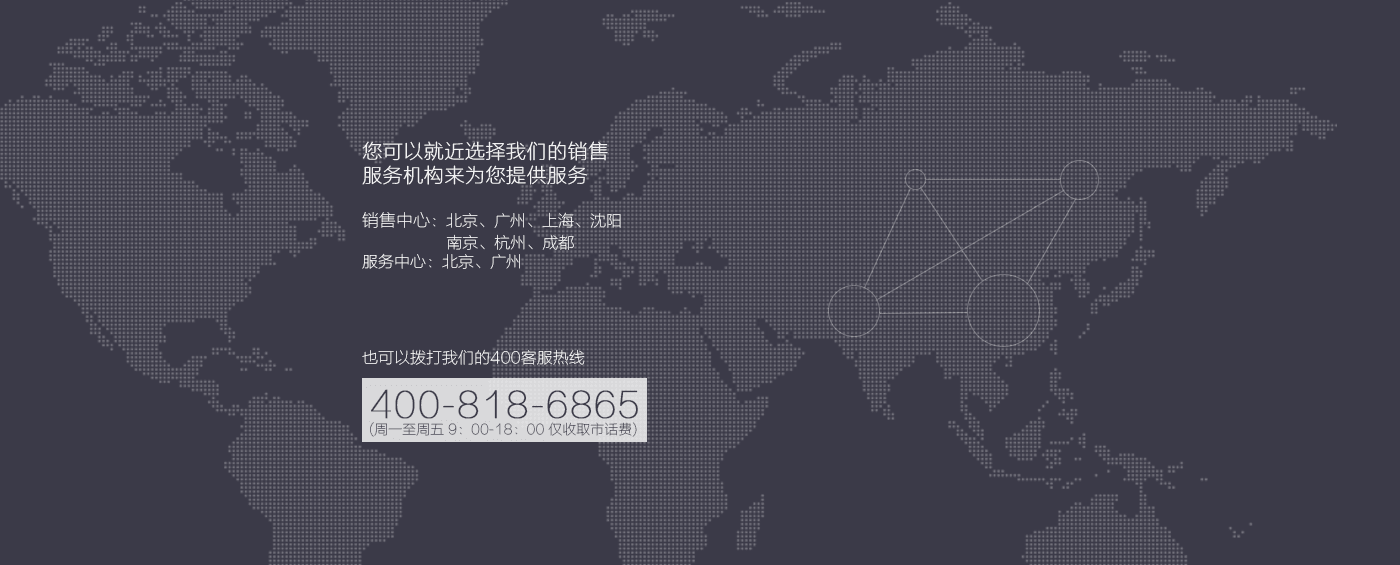 您可以就近选择我们的销售
服务机构来为您提供服务
销售中心：北京、广州、上海、沈阳
南京、杭州、成都
服务中心：北京、广州
也可以拨打我们的400客服热线
400-818-6865
(周一至周五 9：00-18：00 仅收取市话费)